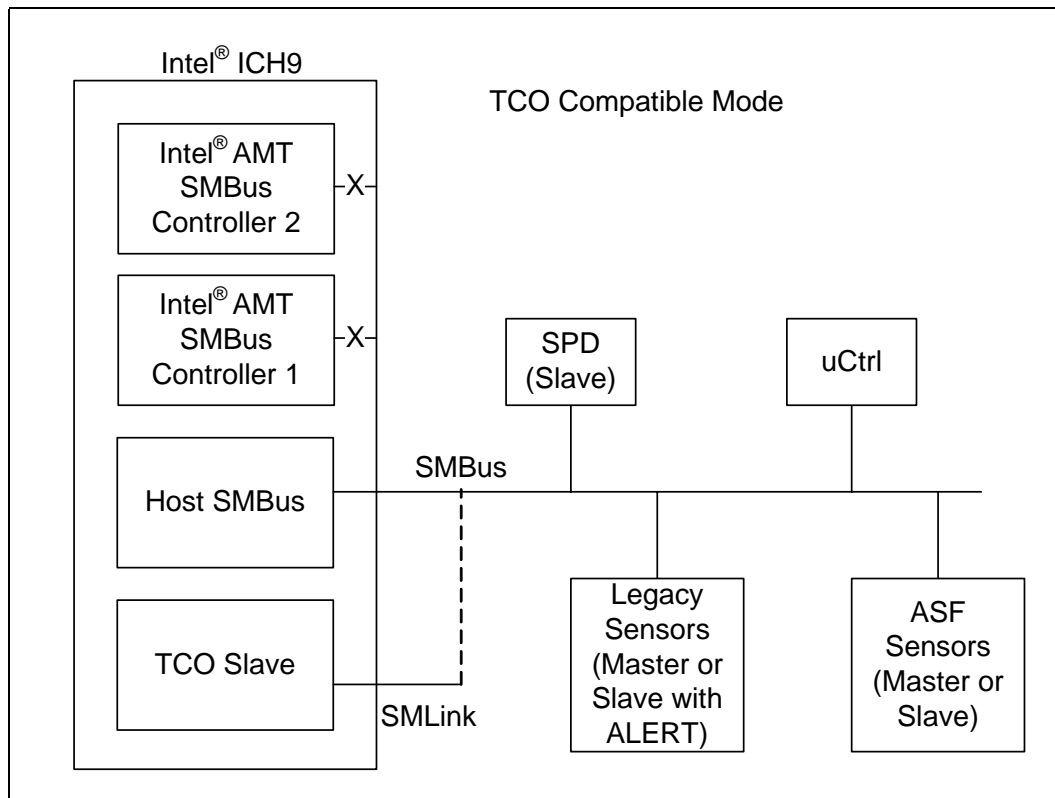 Intel® ICH9
TCO Compatible Mode
Intel® AMT
SMBus
Controller 2
X
Intel® AMT
SMBus
Controller 1
X
SPD
(Slave)
uCtrl
SMBus
Host SMBus
TCO Slave
SMLink
Legacy
Sensors
(Master or
Slave with
ALERT)
ASF
Sensors
(Master or
Slave)